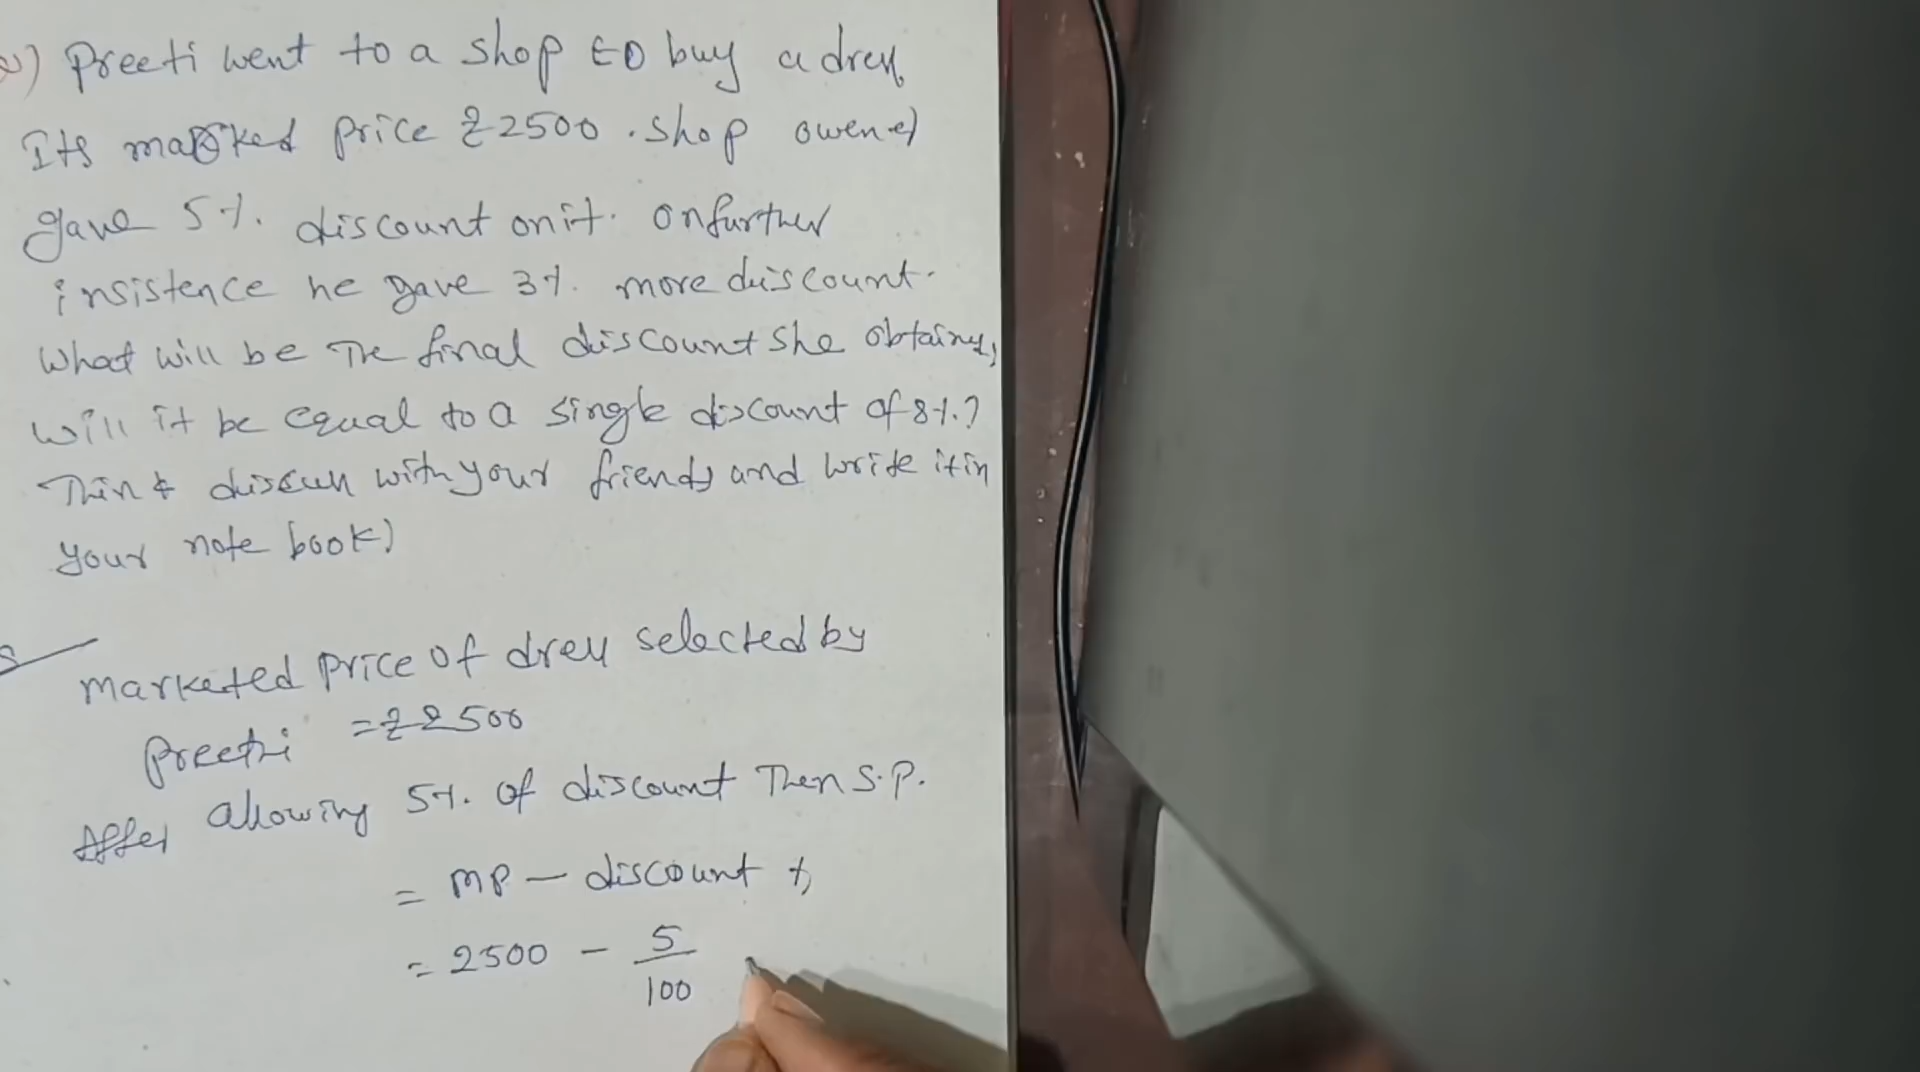 Preeti went to a shop to buy a dress,
Its marked price ₹2500 . shop owener
gave 5%. discount on it. On further
insistence he gave 3%. more discount.
What will be The final discount she obtains,
Will it be equal to a single discount of 8%.?
Think discuss with your friends and write it in
your note book)
Marketed price of dress selected by
Preethi = ₹2500
After allowing 5%. of discount Then S.P.
= MP - discount
= 2500 - 5/100